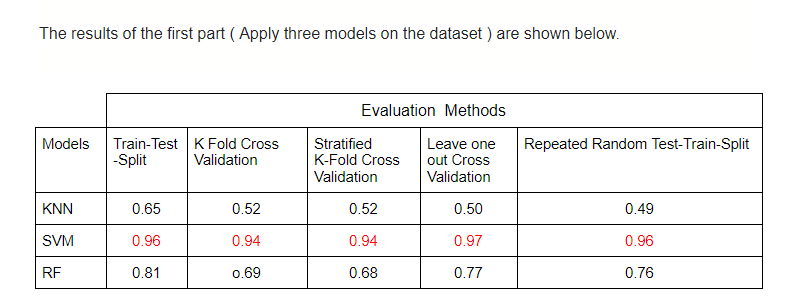 The results of the first part ( Apply three models on the dataset ) are shown below.
Evaluation Methods
Models Train-Test K Fold Cross Stratified Leave one Repeated Random Test-Train-Split
-Split Validation K-Fold Cross out Cross
Validation Validation
KNN 0.65 0.52 0.52 0.50 0.49
SVM 0.96 0.94 0.94 0.97 0.96
RF 0.81 o.69 0.68 0.77 0.76